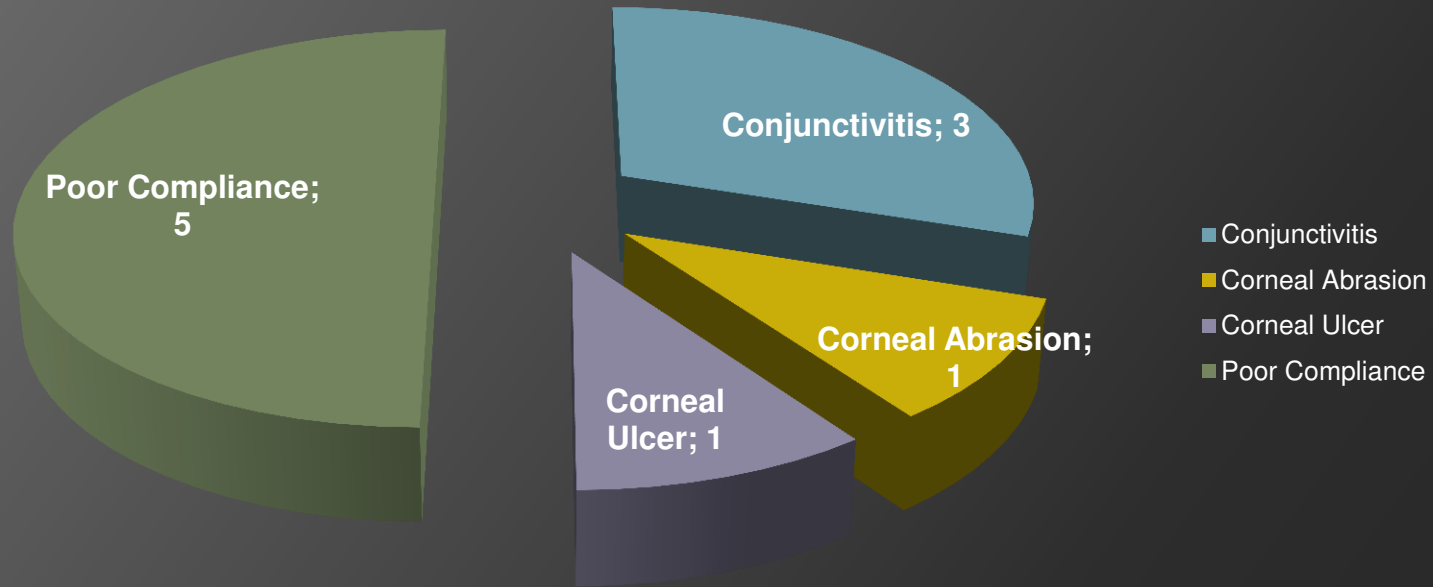 Conjunctivitis; 3
Poor Compliance;
5
Corneal Abrasion;
1
Corneal
Ulcer; 1
Conjunctivitis
Corneal Abrasion
Corneal Ulcer
Poor Compliance